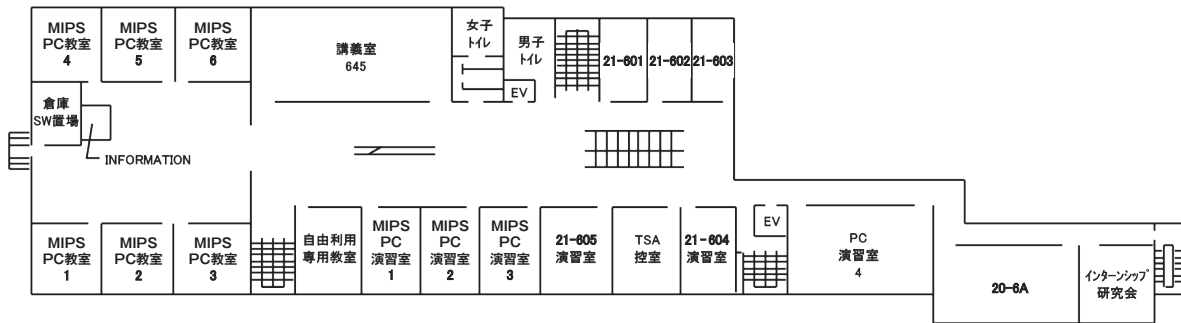 MIPS
PC教室
4
MIPS
PC教室
5
MIPS
PC教室
6
講義室
645
女子
トイレ
男子
トイレ
EV
21-601
21-602
21-603
倉庫
SW置場
INFORMATION
MIPS
PC教室
1
MIPS
PC教室
2
MIPS
PC教室
3
自由利用
専用教室
MIPS
PC
演習室
1
MIPS
PC
演習室
2
MIPS
PC
演習室
3
21-605
演習室
TSA
控室
21-604
演習室
EV
PC
演習室
4
20-6A
インターンシップ
研究会